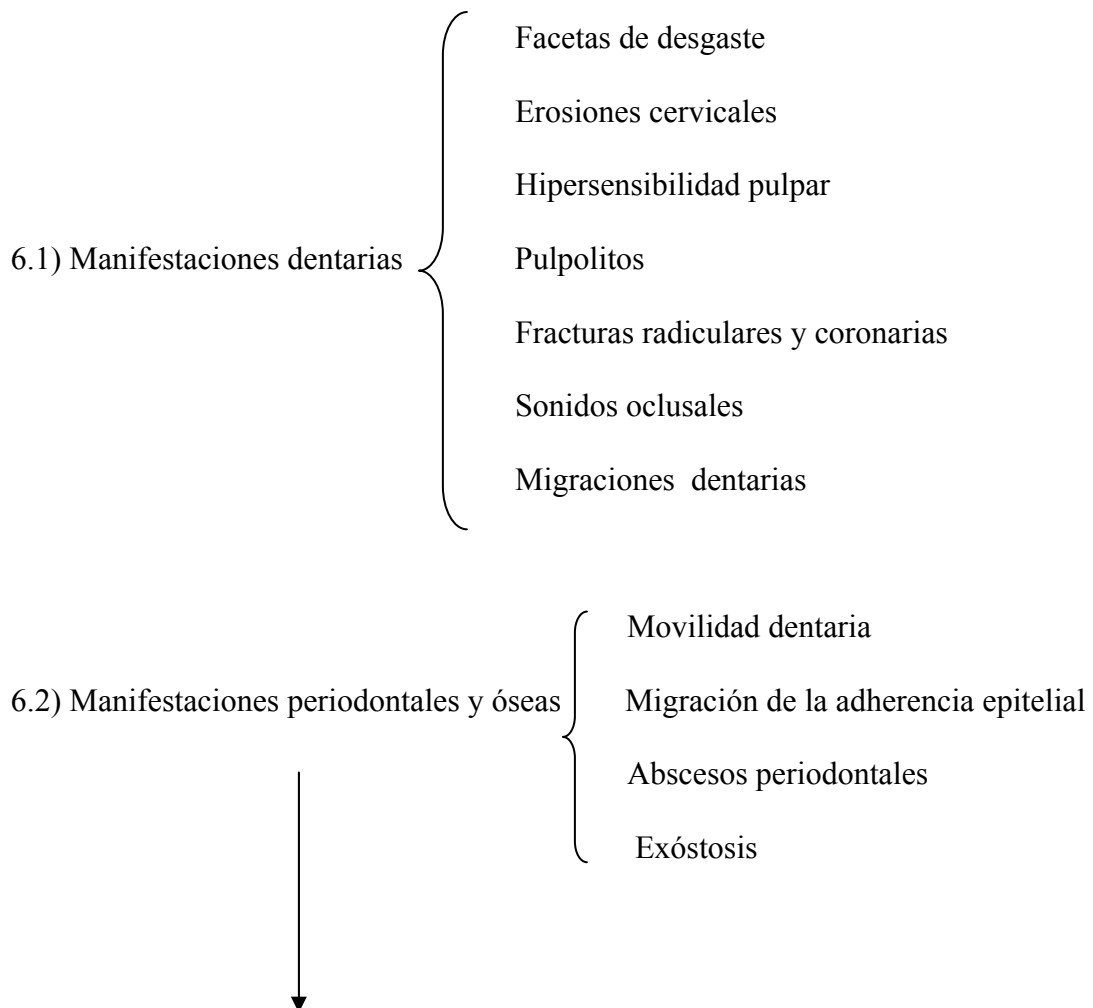 Facetas de desgaste
Erosiones cervicales
Hipersensibilidad pulpar
6.1) Manifestaciones dentarias
Pulpolitos
Fracturas radiculares y coronarias
Sonidos oclusales
Migraciones dentarias
Movilidad dentaria
6.2) Manifestaciones periodontales y óseas
Migración de la adherencia epitelial
Abscesos periodontales
Exóstosis